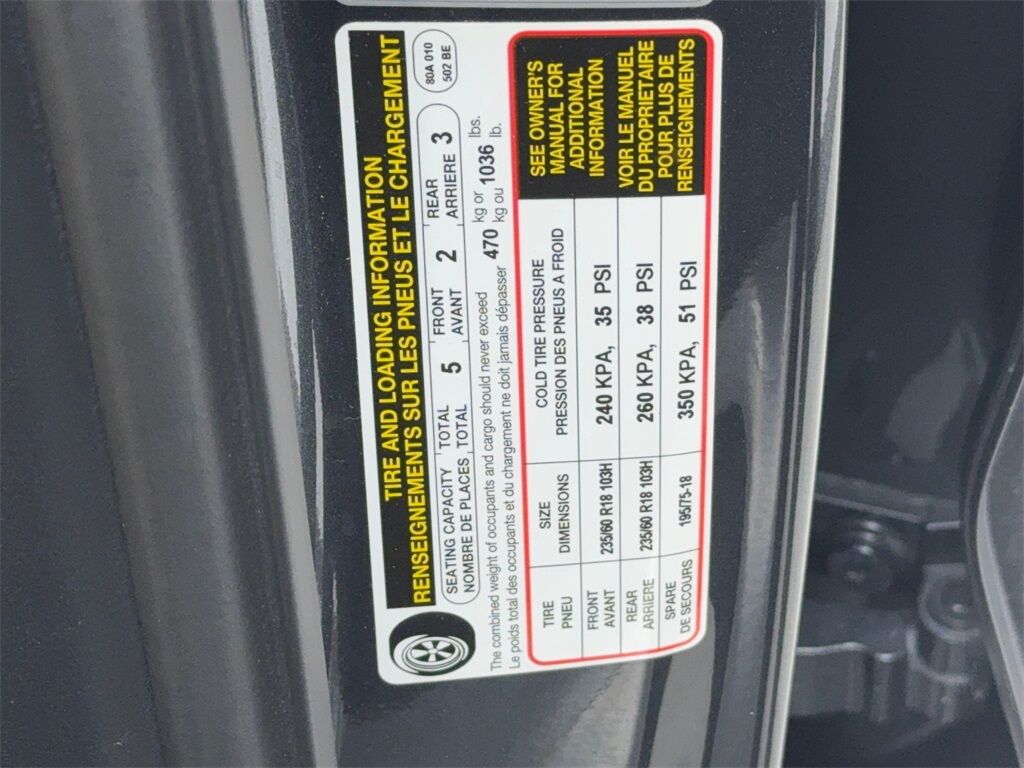 TIRE AND LOADING INFORMATION
RENSEIGNEMENTS SUR LES PNEUS ET LE CHARGEMENT
SEATING CAPACITY TOTAL 5 FRONT 2 REAR 3 80A 010
NOMBRE DE PLACES TOTAL AVANT ARRIERE 502 BE
The combined weight of occupants and cargo should never exceed 470 kg or 1036 lbs.
Le poids total des occupants et du chargement ne doit jamais dépasser kg ou lb.
TIRE SIZE COLD TIRE PRESSURE
PNEU DIMENSIONS PRESSION DES PNEUS A FROID
FRONT 235/60 R18 103H 240 KPA, 35 PSI
AVANT
REAR 235/60 R18 103H 260 KPA, 38 PSI
ARRIERE
SPARE 195/75-18 350 KPA, 51 PSI
DE SECOURS
SEE OWNER'S
MANUAL FOR
ADDITIONAL
INFORMATION
VOIR LE MANUEL
DU PROPRIETAIRE
POUR PLUS DE
RENSEIGNEMENTS